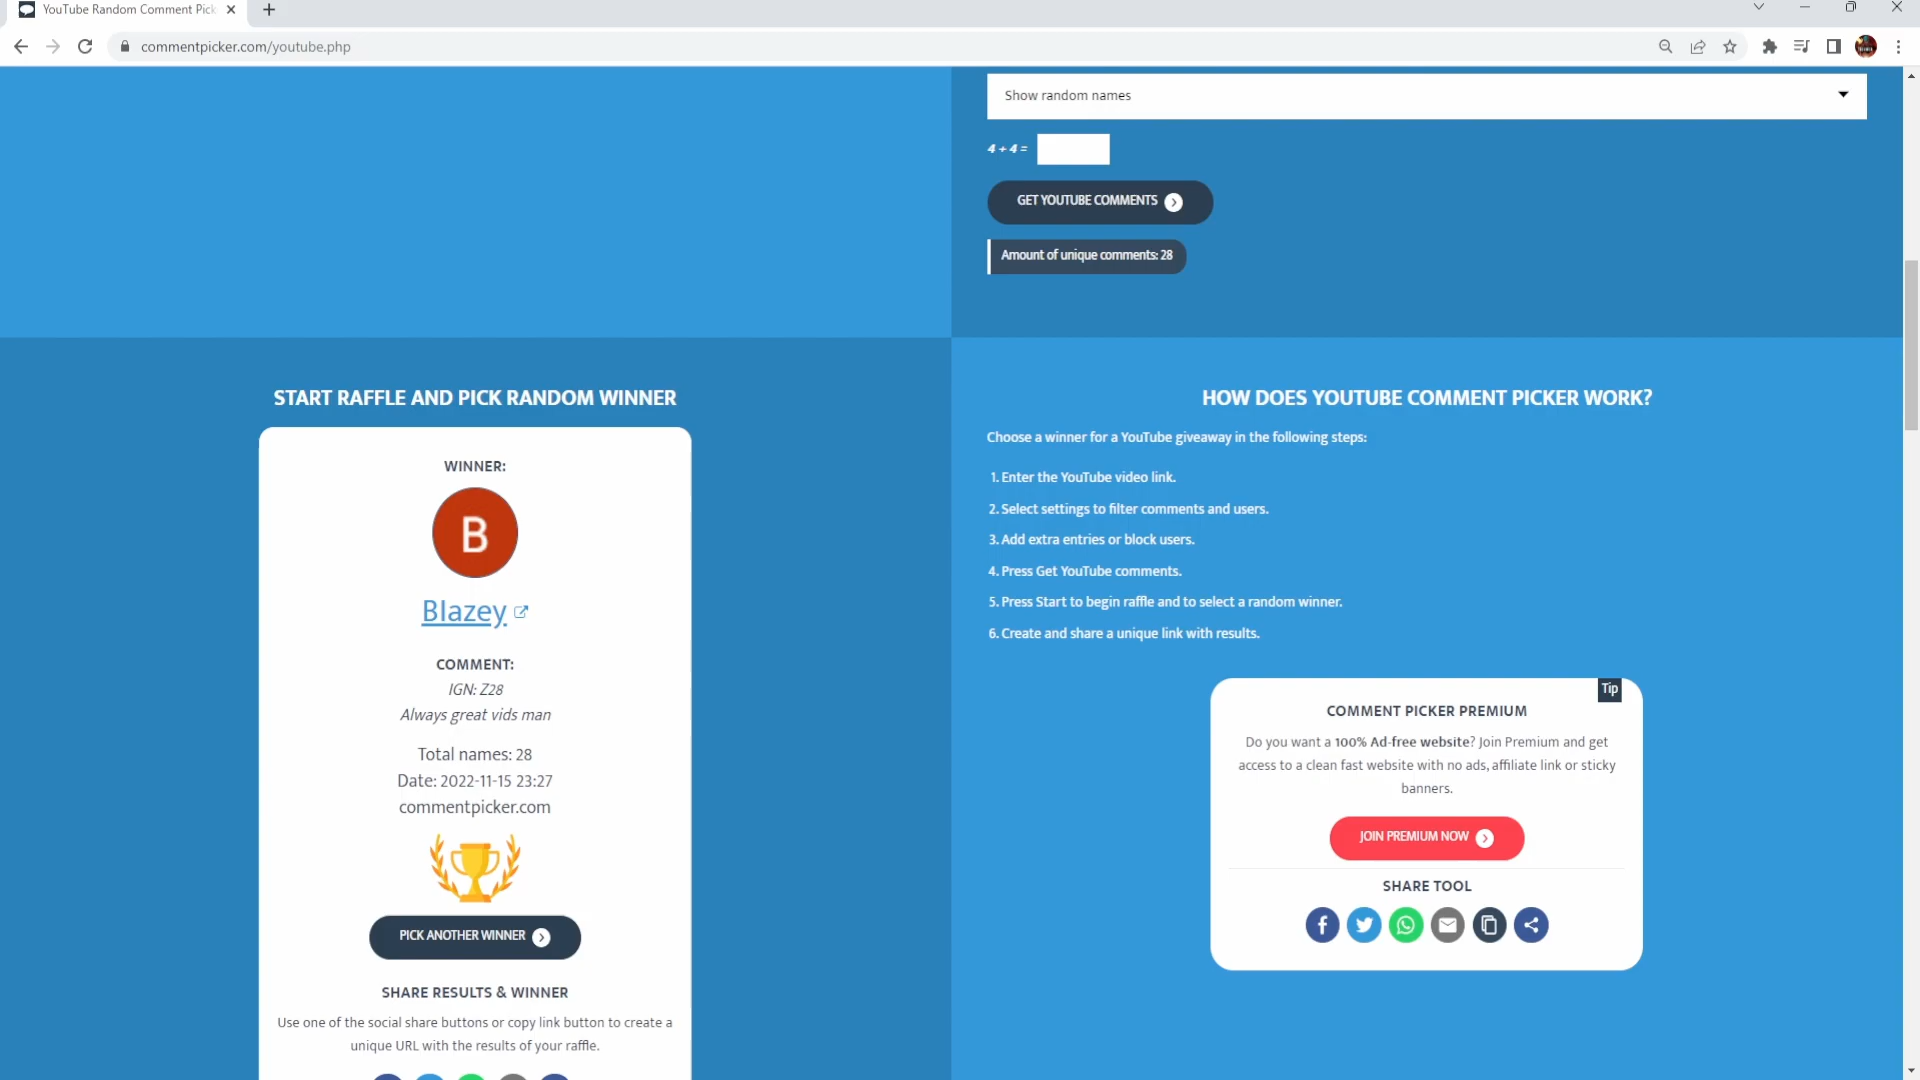 YouTube Random Comment Pick
commentpicker.com/youtube.php
Show random names
4 + 4 =
GET YOUTUBE COMMENTS
Amount of unique comments: 28
START RAFFLE AND PICK RANDOM WINNER
WINNER:
B
Blazey
COMMENT:
IGN: Z28
Always great vids man
Total names: 28
Date: 2022-11-15 23:27
commentpicker.com
PICK ANOTHER WINNER
SHARE RESULTS & WINNER
Use one of the social share buttons or copy link button to create a
unique URL with the results of your raffle.
HOW DOES YOUTUBE COMMENT PICKER WORK?
Choose a winner for a YouTube giveaway in the following steps:
1. Enter the YouTube video link.
2. Select settings to filter comments and users.
3. Add extra entries or block users.
4. Press Get YouTube comments.
5. Press Start to begin raffle and to select a random winner.
6. Create and share a unique link with results.
Tip
COMMENT PICKER PREMIUM
Do you want a 100% Ad-free website? Join Premium and get
access to a clean fast website with no ads, affiliate link or sticky
banners.
JOIN PREMIUM NOW
SHARE TOOL